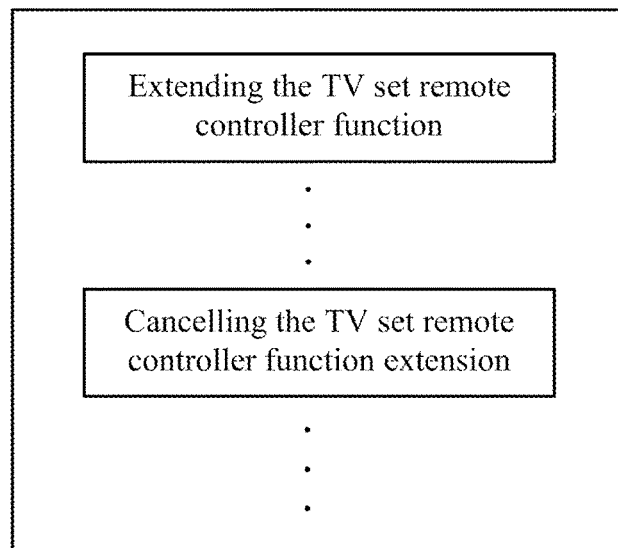 Extending the TV set remote
controller function
Cancelling the TV set remote
controller function extension